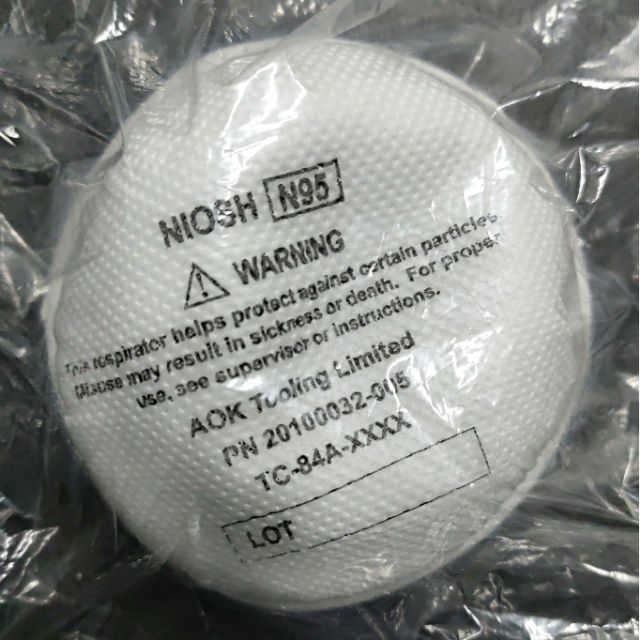 NIOSH N95
WARNING
This respirator helps protect against certain particles.
Misuse may result in sickness or death. For proper
use, see supervisor or instructions.
AOK Tooling Limited
PN 20100032-005
TC-84A-XXXX
LOT